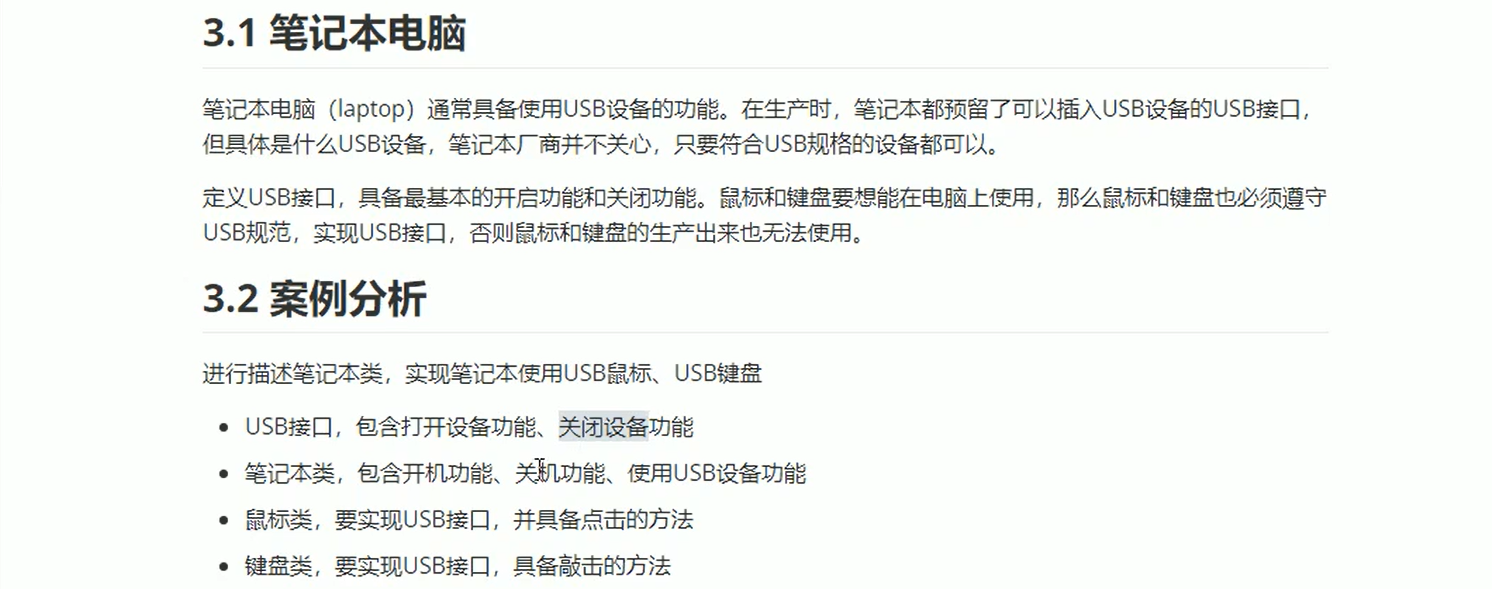 3.1 笔记本电脑
笔记本电脑（laptop）通常具备使用USB设备的功能。在生产时，笔记本都预留了可以插入USB设备的USB接口，
但具体是什么USB设备，笔记本厂商并不关心，只要符合USB规格的设备都可以。
定义USB接口，具备最基本的开启功能和关闭功能。鼠标和键盘要想能在电脑上使用，那么鼠标和键盘也必须遵守
USB规范，实现USB接口，否则鼠标和键盘的生产出来也无法使用。
3.2 案例分析
进行描述笔记本类，实现笔记本使用USB鼠标、USB键盘
• USB接口，包含打开设备功能、关闭设备功能
• 笔记本类，包含开机功能、关机功能、使用USB设备功能
• 鼠标类，要实现USB接口，并具备点击的方法
• 键盘类，要实现USB接口，具备敲击的方法